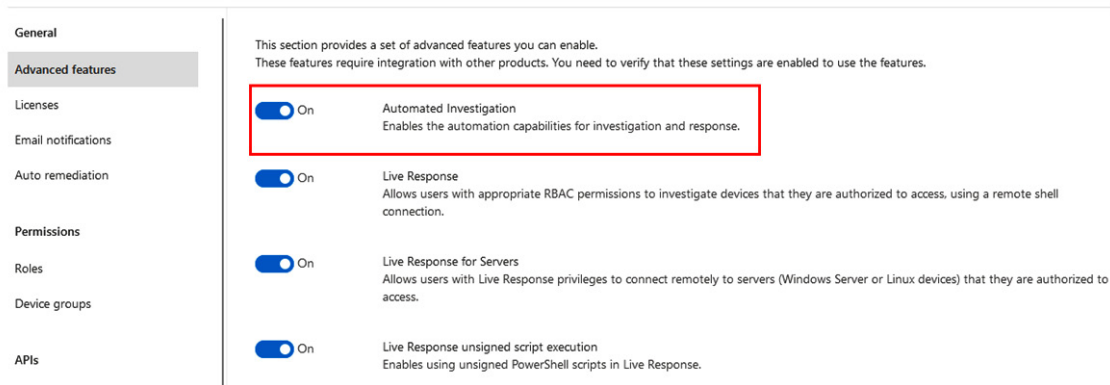 General
Advanced features
Licenses
Email notifications
Auto remediation
Permissions
Roles
Device groups
APIs
This section provides a set of advanced features you can enable.
These features require integration with other products. You need to verify that these settings are enabled to use the features.
On
Automated Investigation
Enables the automation capabilities for investigation and response.
On
Live Response
Allows users with appropriate RBAC permissions to investigate devices that they are authorized to access, using a remote shell
connection.
On
Live Response for Servers
Allows users with Live Response privileges to connect remotely to servers (Windows Server or Linux devices) that they are authorized to
access.
On
Live Response unsigned script execution
Enables using unsigned PowerShell scripts in Live Response.